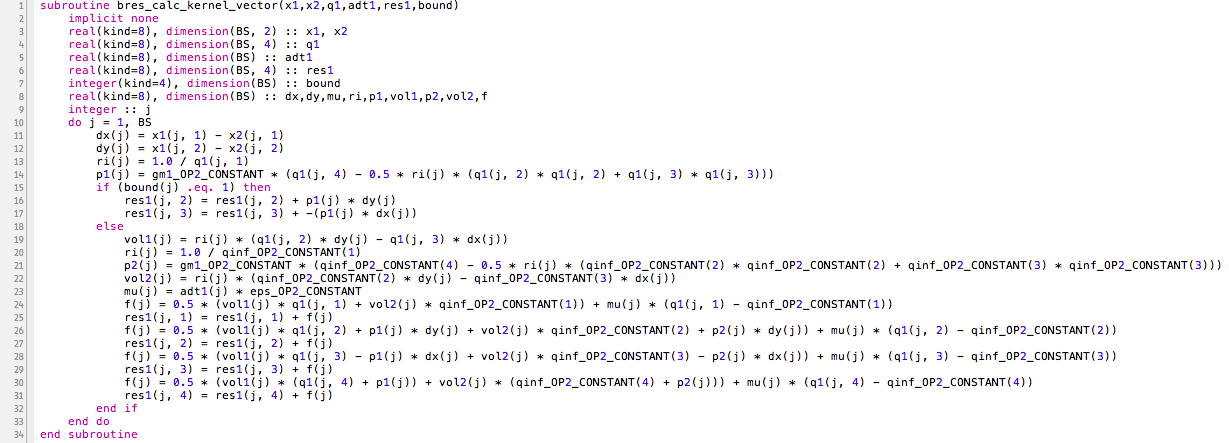 1 subroutine bres_calc_kernel_vector(x1,x2,q1,adt1,res1,bound)
2     implicit none
3     real(kind=8), dimension(BS, 2) :: x1, x2
4     real(kind=8), dimension(BS, 4) :: q1
5     real(kind=8), dimension(BS) :: adt1
6     real(kind=8), dimension(BS, 4) :: res1
7     integer(kind=4), dimension(BS) :: bound
8     real(kind=8), dimension(BS) :: dx,dy,mu,ri,p1,vol1,p2,vol2,f
9     integer :: j
10     do j = 1, BS
11         dx(j) = x1(j, 1) - x2(j, 1)
12         dy(j) = x1(j, 2) - x2(j, 2)
13         ri(j) = 1.0 / q1(j, 1)
14         p1(j) = gm1_OP2_CONSTANT * (q1(j, 4) - 0.5 * ri(j) * (q1(j, 2) * q1(j, 2) + q1(j, 3) * q1(j, 3)))
15         if (bound(j) .eq. 1) then
16             res1(j, 2) = res1(j, 2) + p1(j) * dy(j)
17             res1(j, 3) = res1(j, 3) + -(p1(j) * dx(j))
18         else
19             vol1(j) = ri(j) * (q1(j, 2) * dy(j) - q1(j, 3) * dx(j))
20             ri(j) = 1.0 / qinf_OP2_CONSTANT(1)
21             p2(j) = gm1_OP2_CONSTANT * (qinf_OP2_CONSTANT(4) - 0.5 * ri(j) * (qinf_OP2_CONSTANT(2) * qinf_OP2_CONSTANT(2) + qinf_OP2_CONSTANT(3) * qinf_OP2_CONSTANT(3)))
22             vol2(j) = ri(j) * (qinf_OP2_CONSTANT(2) * dy(j) - qinf_OP2_CONSTANT(3) * dx(j))
23             mu(j) = adt1(j) * eps_OP2_CONSTANT
24             f(j) = 0.5 * (vol1(j) * q1(j, 1) + vol2(j) * qinf_OP2_CONSTANT(1)) + mu(j) * (q1(j, 1) - qinf_OP2_CONSTANT(1))
25             res1(j, 1) = res1(j, 1) + f(j)
26             f(j) = 0.5 * (vol1(j) * q1(j, 2) + p1(j) * dy(j) + vol2(j) * qinf_OP2_CONSTANT(2) + p2(j) * dy(j)) + mu(j) * (q1(j, 2) - qinf_OP2_CONSTANT(2))
27             res1(j, 2) = res1(j, 2) + f(j)
28             f(j) = 0.5 * (vol1(j) * q1(j, 3) - p1(j) * dx(j) + vol2(j) * qinf_OP2_CONSTANT(3) - p2(j) * dx(j)) + mu(j) * (q1(j, 3) - qinf_OP2_CONSTANT(3))
29             res1(j, 3) = res1(j, 3) + f(j)
30             f(j) = 0.5 * (vol1(j) * (q1(j, 4) + p1(j)) + vol2(j) * (qinf_OP2_CONSTANT(4) + p2(j))) + mu(j) * (q1(j, 4) - qinf_OP2_CONSTANT(4))
31             res1(j, 4) = res1(j, 4) + f(j)
32         end if
33     end do
34 end subroutine